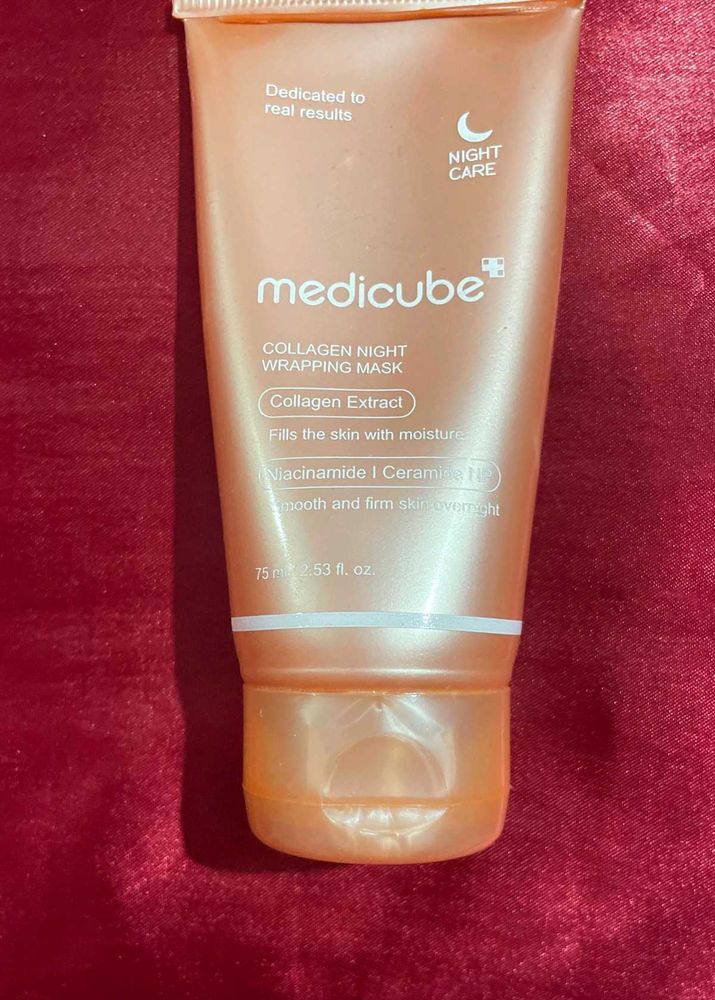 Dedicated to
real results
NIGHT
CARE
medicube
COLLAGEN NIGHT
WRAPPING MASK
Collagen Extract
Fills the skin with moisture
Niacinamide | Ceramide NP
Smooth and firm skin overnight
75 ml / 2.53 fl. oz.